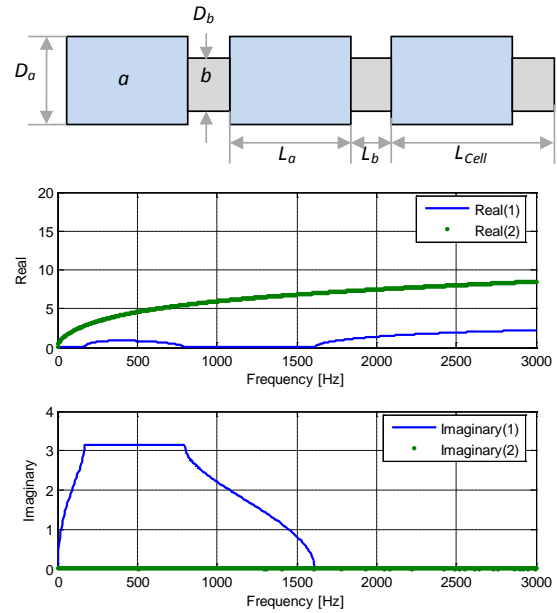 D_b
D_a
a
b
L_a
L_b
L_Cell
20
15
10
5
0
Real
Real(1)
Real(2)
0
500
1000
1500
2000
2500
3000
Frequency [Hz]
4
3
2
1
0
Imaginary
Imaginary(1)
Imaginary(2)
0
500
1000
1500
2000
2500
3000
Frequency [Hz]